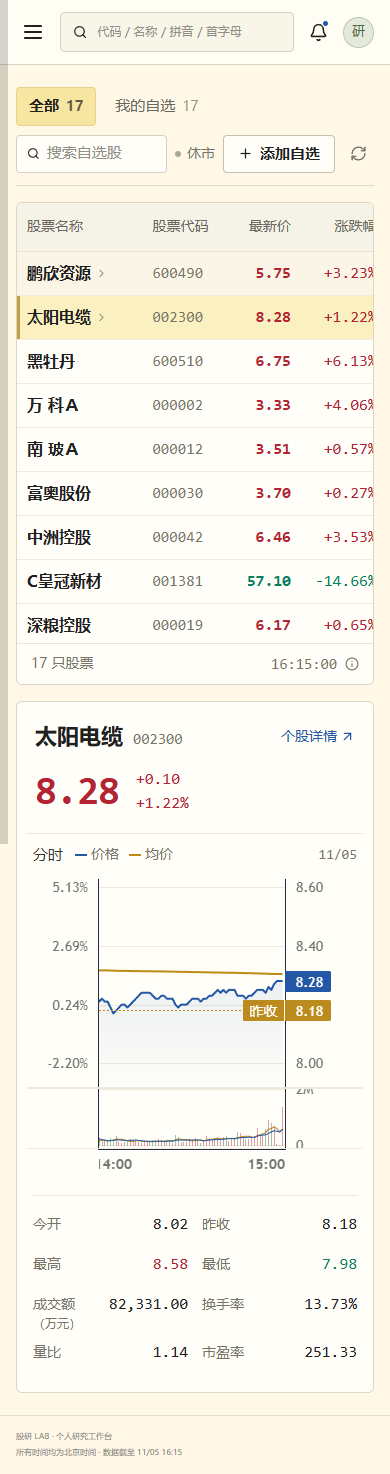 代码 / 名称 / 拼音 / 首字母
研
全部 17 我的自选 17
搜索自选股 休市 添加自选
股票名称 股票代码 最新价 涨跌幅
鹏欣资源 600490 5.75 +3.23%
太阳电缆 002300 8.28 +1.22%
黑牡丹 600510 6.75 +6.13%
万 科A 000002 3.33 +4.06%
南 玻A 000012 3.51 +0.57%
富奥股份 000030 3.70 +0.27%
中洲控股 000042 6.46 +3.53%
C皇冠新材 001381 57.10 -14.66%
深粮控股 000019 6.17 +0.65%
17 只股票 16:15:00
太阳电缆 002300 个股详情
8.28 +0.10
+1.22%
分时 价格 均价 11/05
5.13% 8.60
2.69% 8.40
8.28
0.24% 昨收 8.18
-2.20% 8.00
2M
0
14:00 15:00
今开 8.02 昨收 8.18
最高 8.58 最低 7.98
成交额 82,331.00 换手率 13.73%
(万元)
量比 1.14 市盈率 251.33
股研 LAB · 个人研究工作台
所有时间均为北京时间 · 数据截至 11/05 16:15